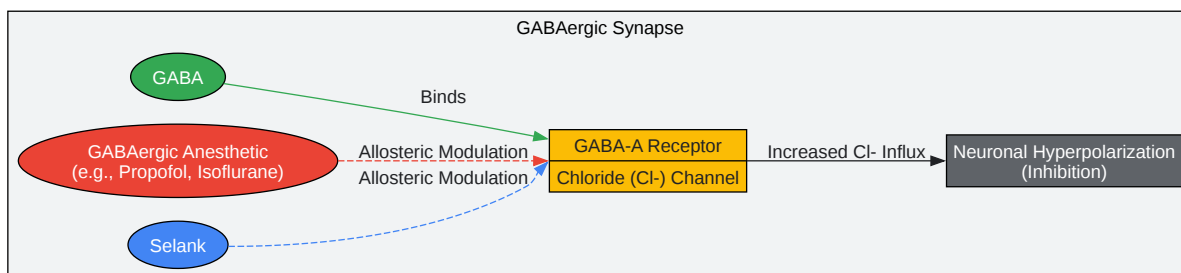 GABAergic Synapse
GABA
Binds
GABAergic Anesthetic
(e.g., Propofol, Isoflurane)
Allosteric Modulation
Allosteric Modulation
Selank
GABA-A Receptor
Chloride (Cl-) Channel
Increased Cl- Influx
Neuronal Hyperpolarization
(Inhibition)